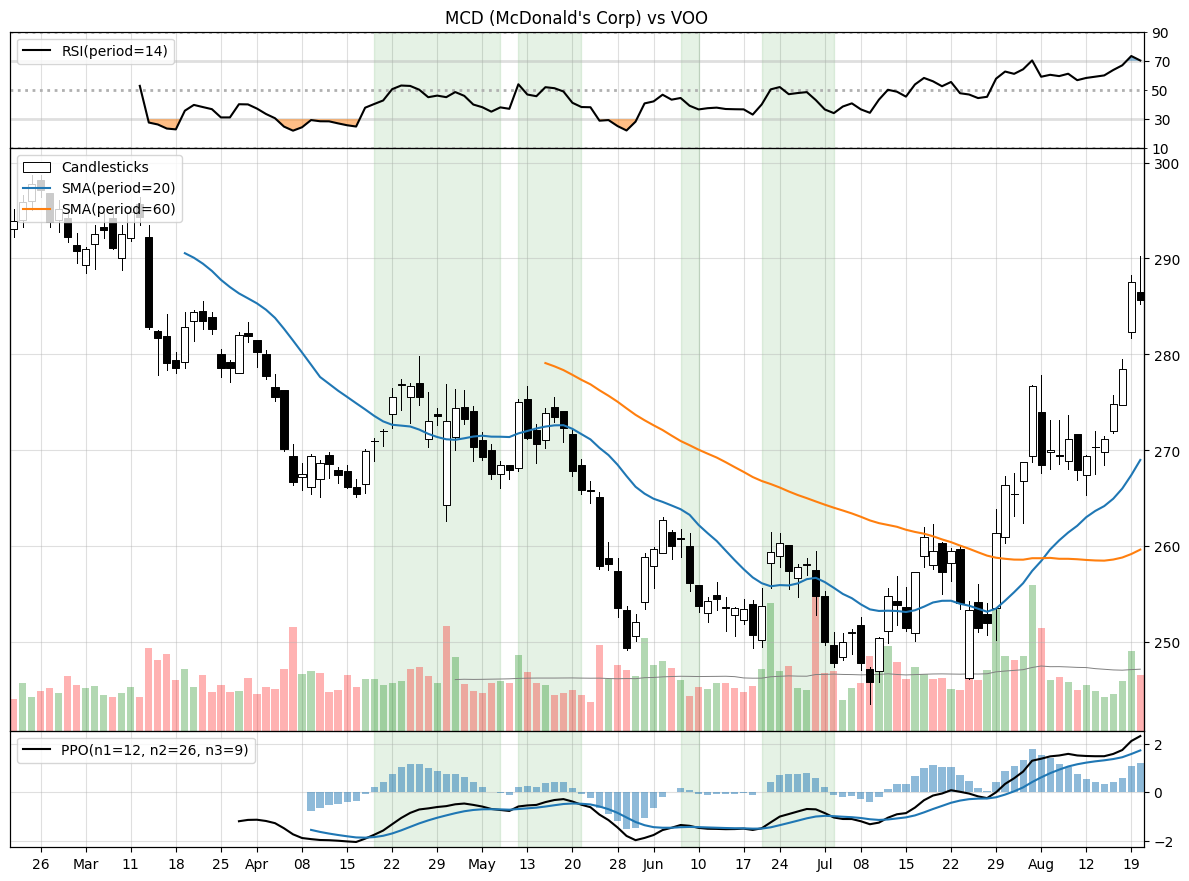 MCD (McDonald's Corp) vs VOO
RSI(period=14)
90
70
50
30
10
Candlesticks
SMA(period=20)
SMA(period=60)
300
290
280
270
260
250
PPO(n1=12, n2=26, n3=9)
2
0
−2
26 Mar 11 18 25 Apr 08 15 22 29 May 13 20 28 Jun 10 17 24 Jul 08 15 22 29 Aug 12 19